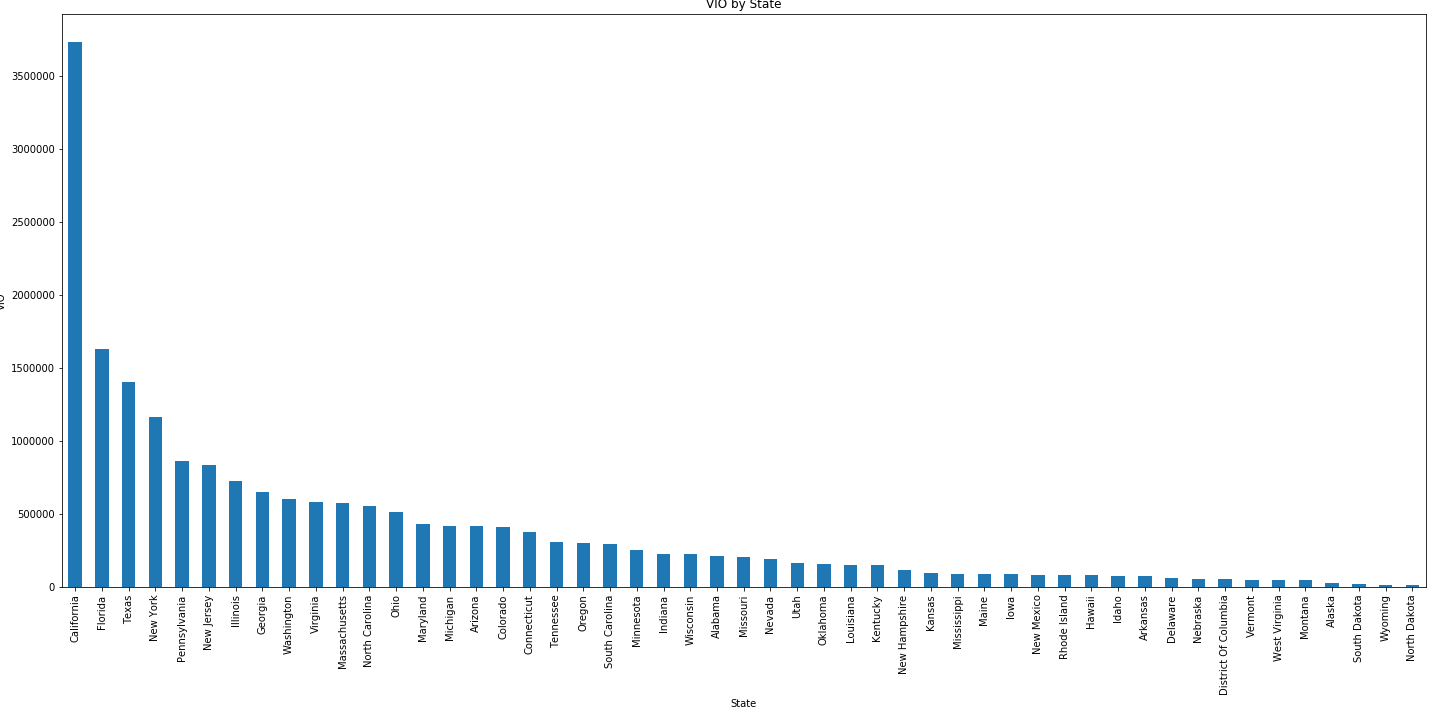 VIO by State
VIO
3500000
3000000
2500000
2000000
1500000
1000000
500000
0
California
Florida
Texas
New York
Pennsylvania
New Jersey
Illinois
Georgia
Washington
Virginia
Massachusetts
North Carolina
Ohio
Maryland
Michigan
Arizona
Colorado
Connecticut
Tennessee
Oregon
South Carolina
Minnesota
Indiana
Wisconsin
Alabama
Missouri
Nevada
Utah
Oklahoma
Louisiana
Kentucky
New Hampshire
Kansas
Mississippi
Maine
Iowa
New Mexico
Rhode Island
Hawaii
Idaho
Arkansas
Delaware
Nebraska
District Of Columbia
Vermont
West Virginia
Montana
Alaska
South Dakota
Wyoming
North Dakota
State